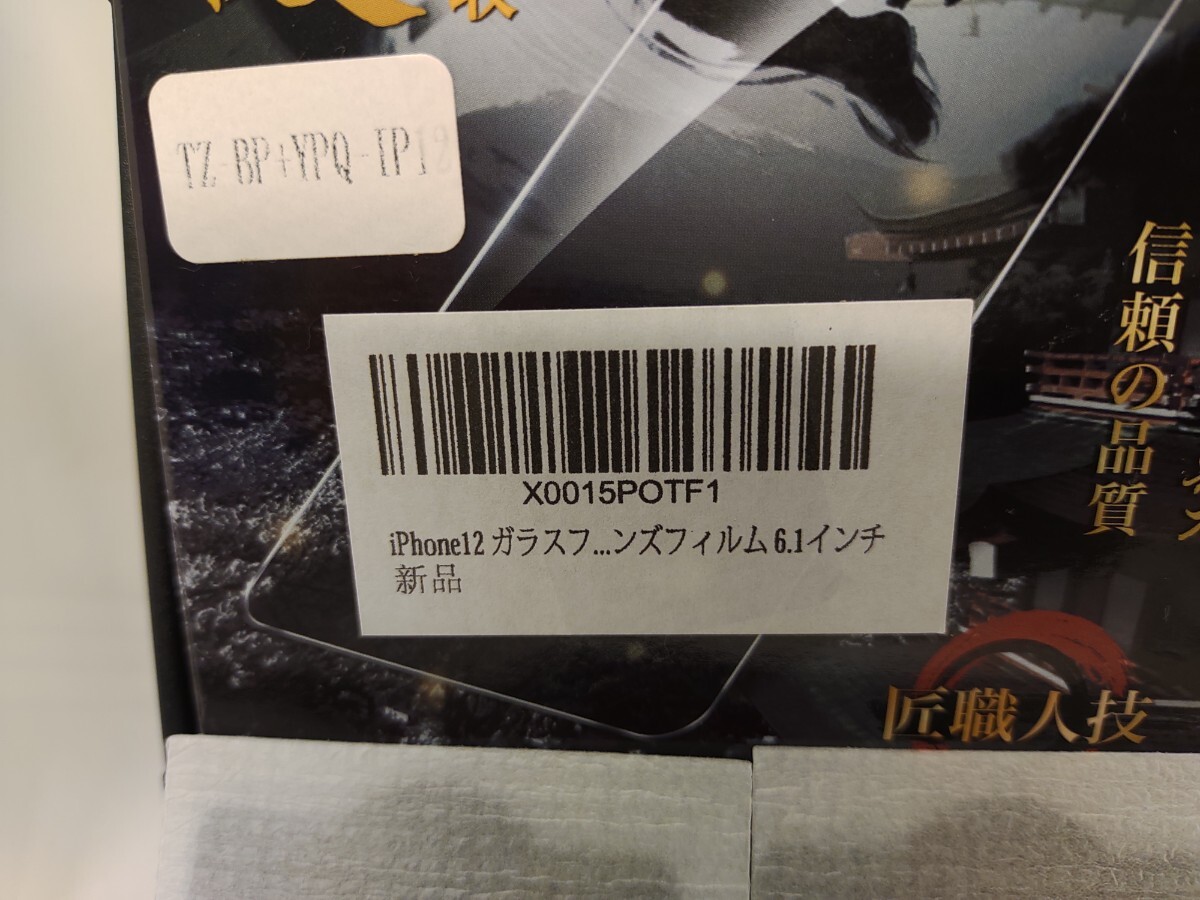 TZ-BP+YPQ-IP12
X0015POTF1
iPhone12 ガラスフ...ンズフィルム 6.1インチ
新品
信頼の品質
匠職人技